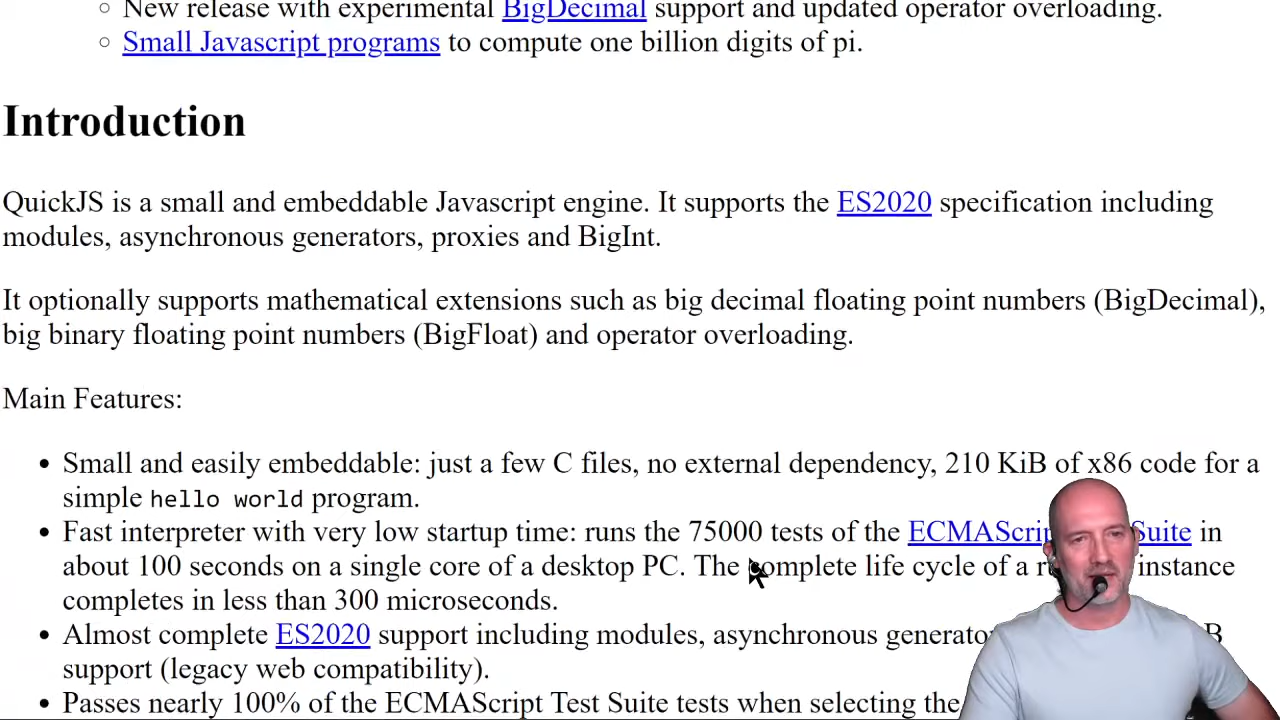 New release with experimental BigDecimal support and updated operator overloading.
Small Javascript programs to compute one billion digits of pi.
Introduction
QuickJS is a small and embeddable Javascript engine. It supports the ES2020 specification including
modules, asynchronous generators, proxies and BigInt.
It optionally supports mathematical extensions such as big decimal floating point numbers (BigDecimal),
big binary floating point numbers (BigFloat) and operator overloading.
Main Features:
Small and easily embeddable: just a few C files, no external dependency, 210 KiB of x86 code for a
simple hello world program.
Fast interpreter with very low startup time: runs the 75000 tests of the Suite in
about 100 seconds on a single core of a desktop PC. The complete life cycle of a instance
completes in less than 300 microseconds.
Almost complete ES2020 support including modules, asynchronous B
support (legacy web compatibility).
Passes nearly 100% of the ECMAScript Test Suite tests when selecting the